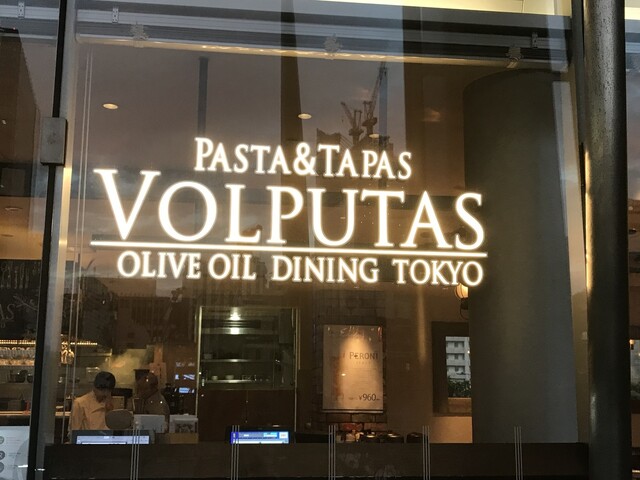 PASTA&TAPAS
VOLPUTAS
OLIVE OIL DINING TOKYO
PERONI
¥960